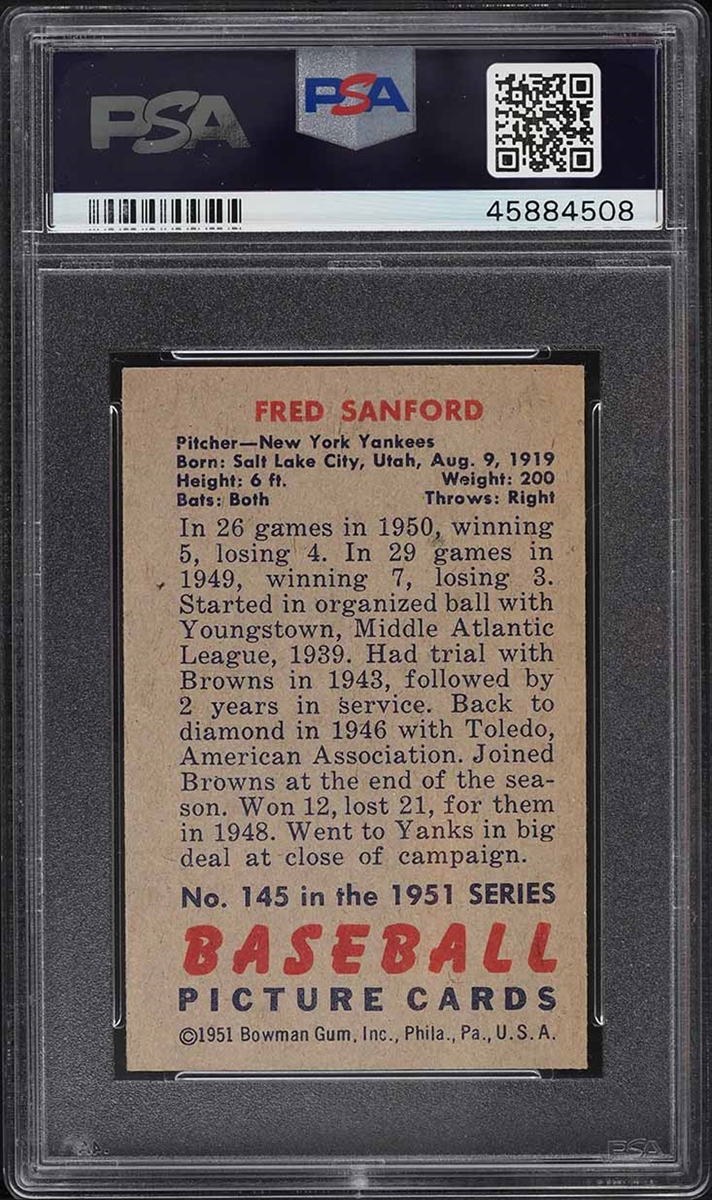 PSA
PSA
45884508
FRED SANFORD
Pitcher—New York Yankees
Born: Salt Lake City, Utah, Aug. 9, 1919
Height: 6 ft. Weight: 200
Bats: Both Throws: Right
In 26 games in 1950, winning
5, losing 4. In 29 games in
1949, winning 7, losing 3.
Started in organized ball with
Youngstown, Middle Atlantic
League, 1939. Had trial with
Browns in 1943, followed by
2 years in service. Back to
diamond in 1946 with Toledo,
American Association. Joined
Browns at the end of the sea-
son. Won 12, lost 21, for them
in 1948. Went to Yanks in big
deal at close of campaign.
No. 145 in the 1951 SERIES
BASEBALL
PICTURE CARDS
©1951 Bowman Gum, Inc., Phila., Pa., U.S.A.
PSA